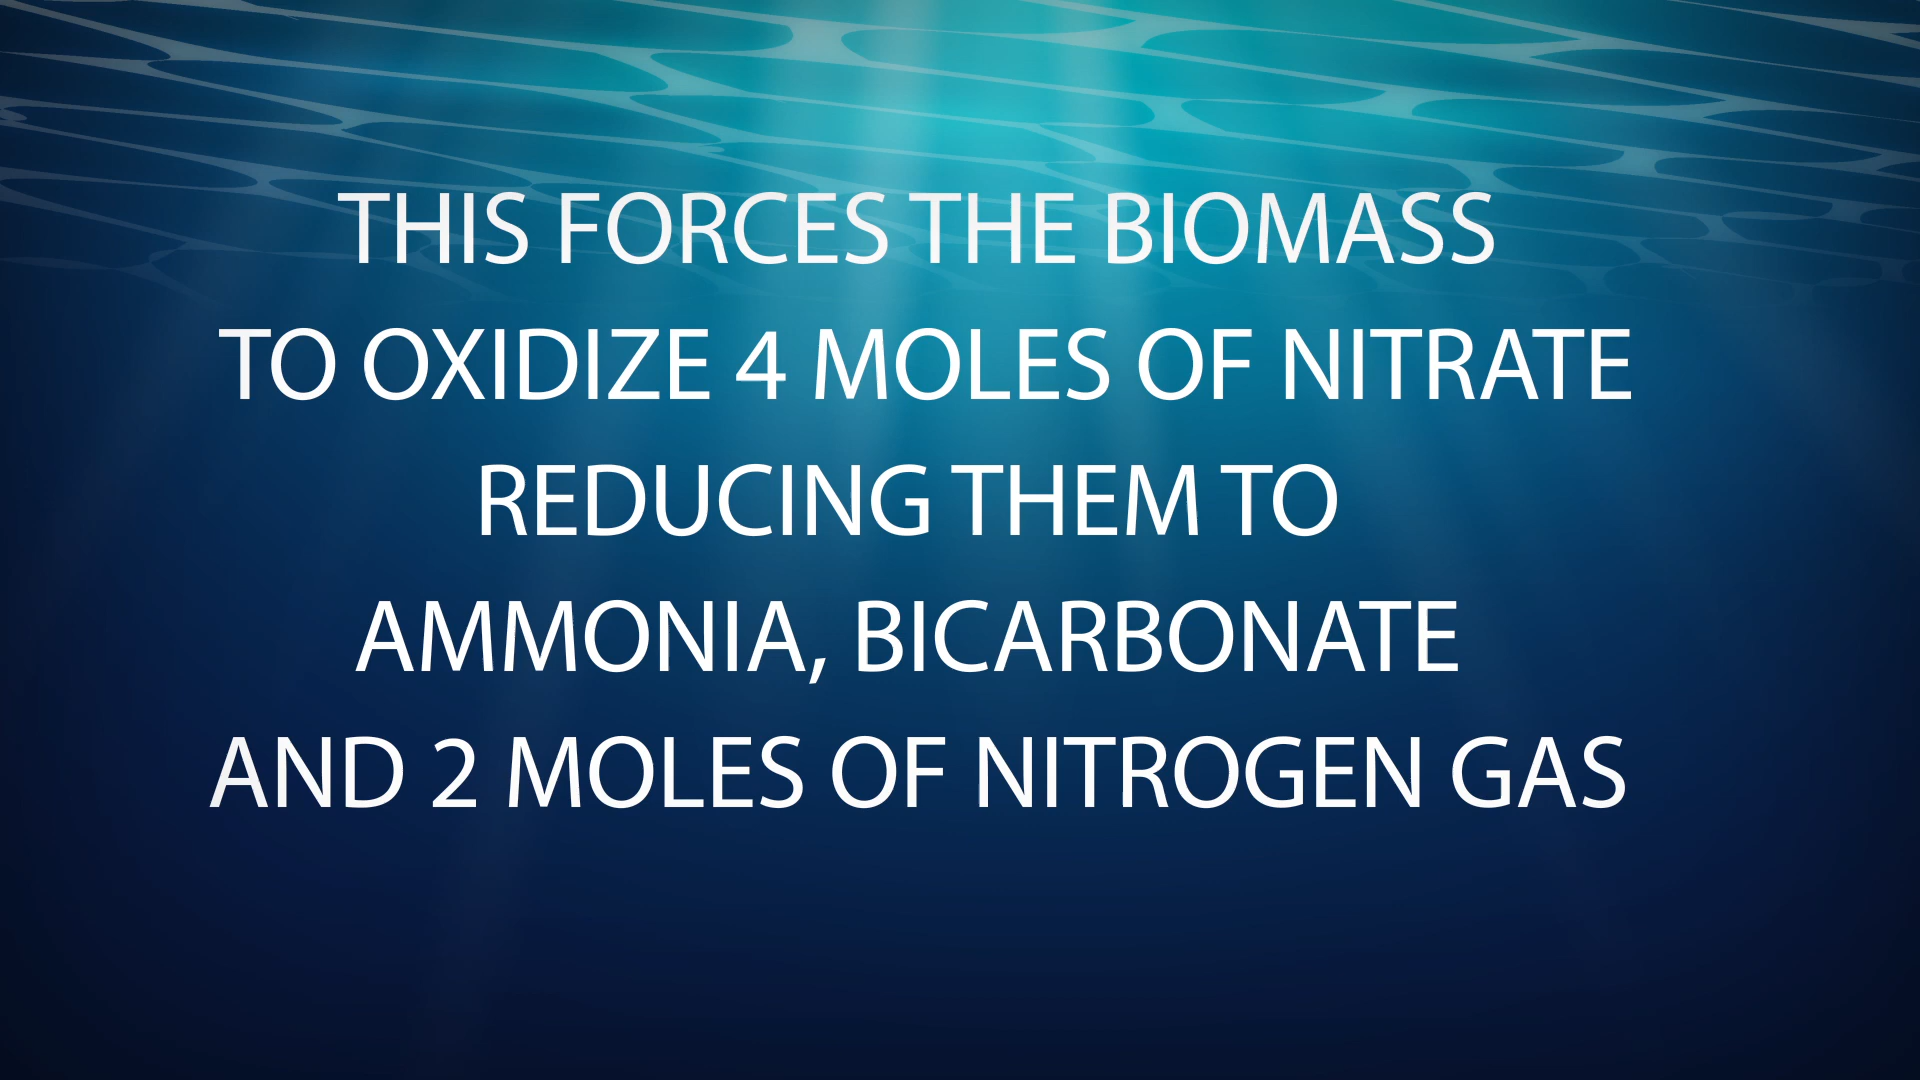 THIS FORCES THE BIOMASS
TO OXIDIZE 4 MOLES OF NITRATE
REDUCING THEM TO
AMMONIA, BICARBONATE
AND 2 MOLES OF NITROGEN GAS